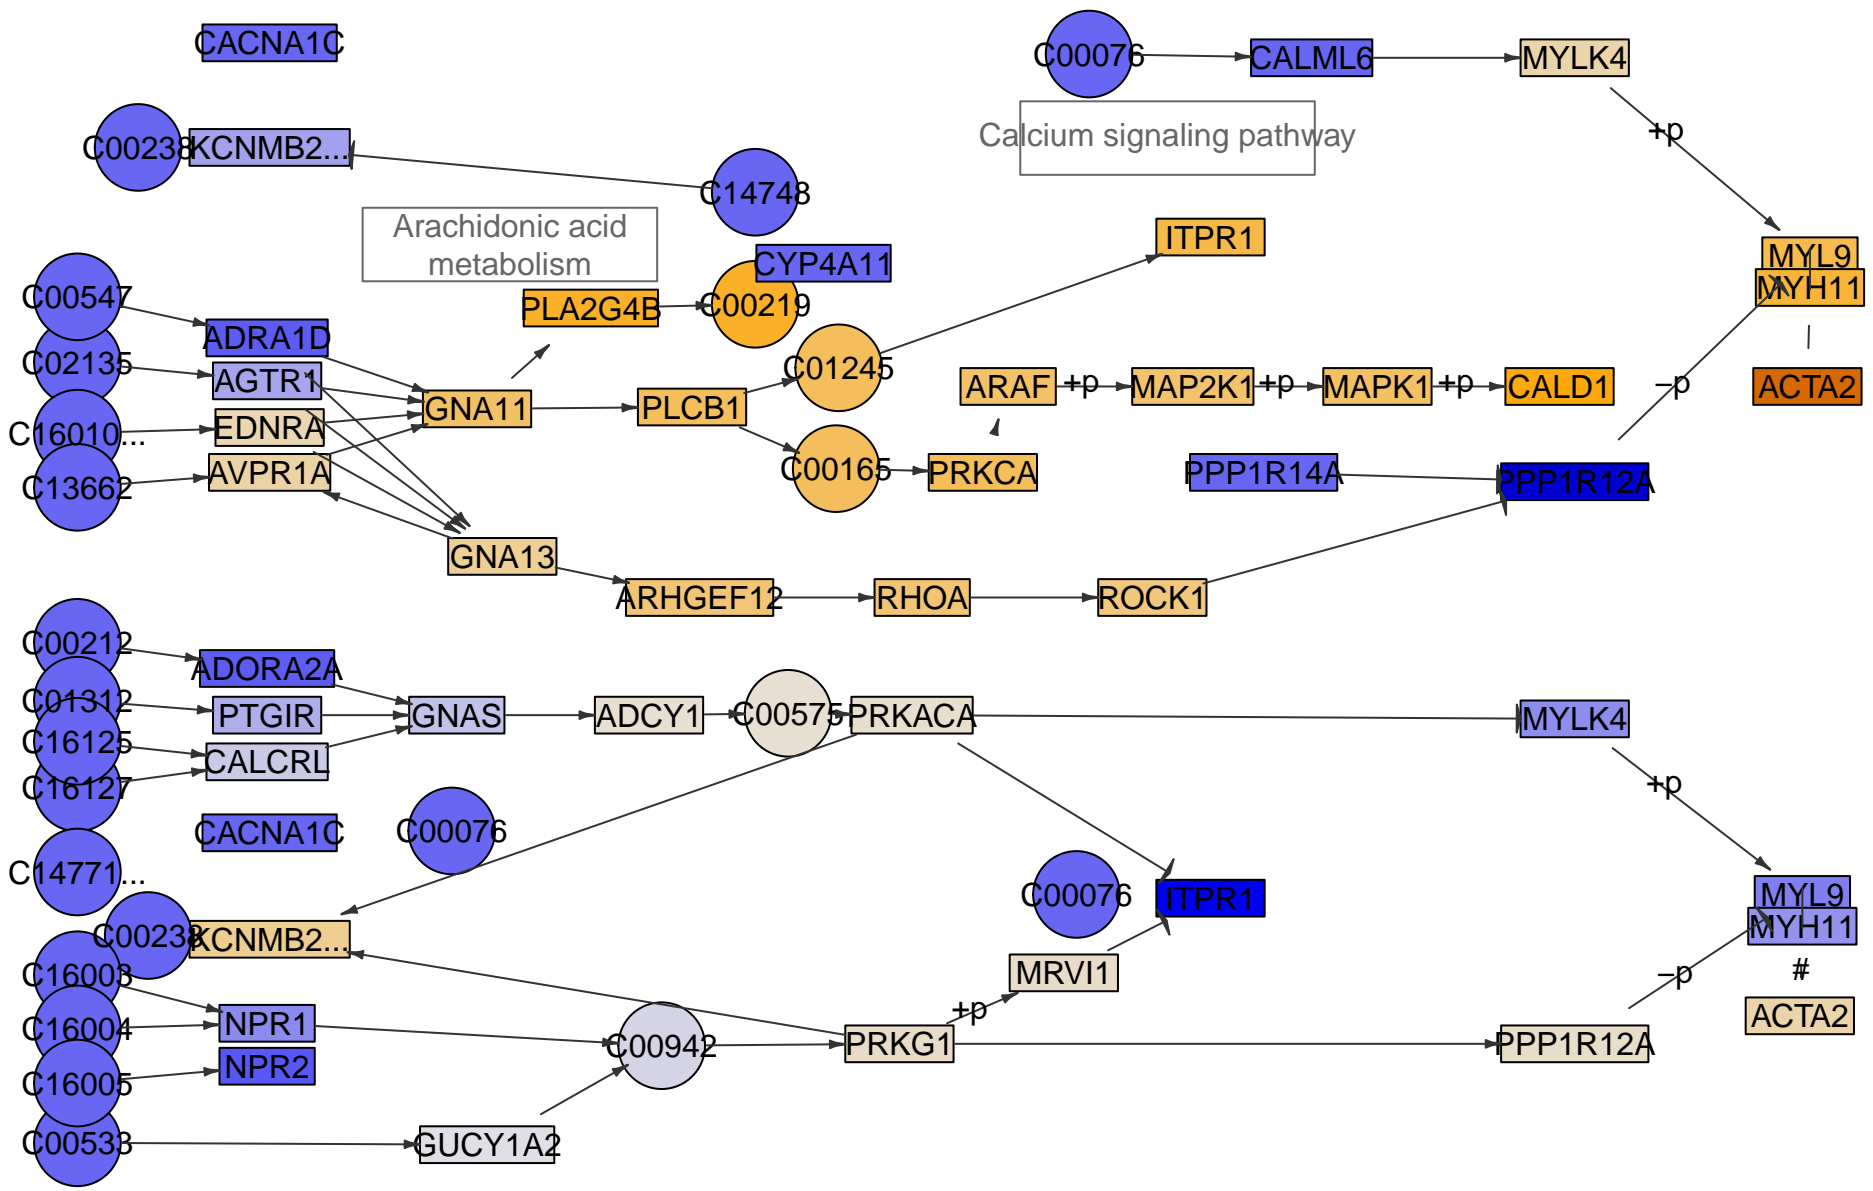 CACNA1C
C00076
CALML6
MYLK4
+p
Calcium signaling pathway
C00238
KCNMB2...
C14748
Arachidonic acid
metabolism
CYP4A11
ITPR1
MYL9
MYH11
C00547
PLA2G4B
C00219
ADRA1D
C02135
AGTR1
C01245
ARAF
+p
MAP2K1
+p
MAPK1
+p
CALD1
–p
ACTA2
GNA11
PLCB1
C16010...
EDNRA
AVPR1A
C13662
C00165
PRKCA
PPP1R14A
PPP1R12A
GNA13
ARHGEF12
RHOA
ROCK1
C00212
ADORA2A
C01312
PTGIR
GNAS
ADCY1
C00575
PRKACA
MYLK4
C16125
CALCRL
C16127
+p
CACNA1C
C00076
C14771...
C00076
ITPR1
MYL9
MYH11
C00238
KCNMB2...
C16003
MRVI1
–p
#
+p
C16004
NPR1
C00942
PRKG1
PPP1R12A
ACTA2
NPR2
C16005
C00533
GUCY1A2